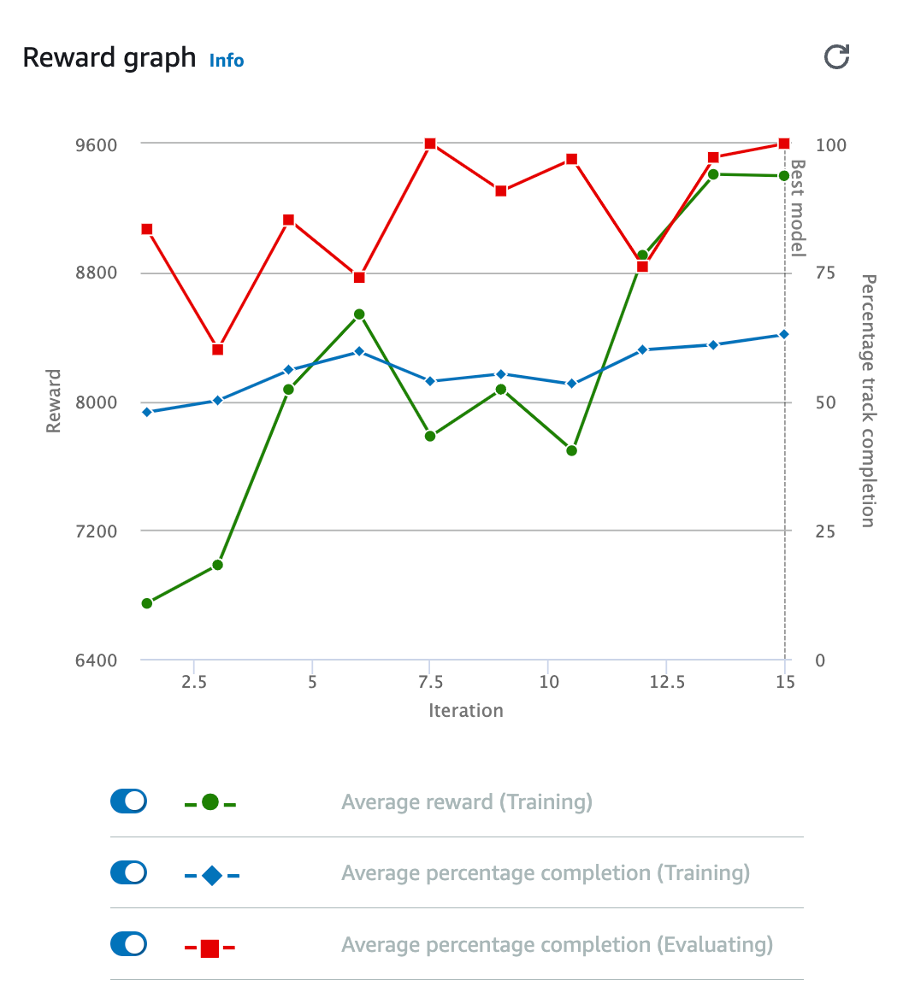 Reward graph Info
9600 100
Best model
8800 75
Percentage track completion
Reward
8000 50
7200 25
6400 0
2.5 5 7.5 10 12.5 15
Iteration
Average reward (Training)
Average percentage completion (Training)
Average percentage completion (Evaluating)